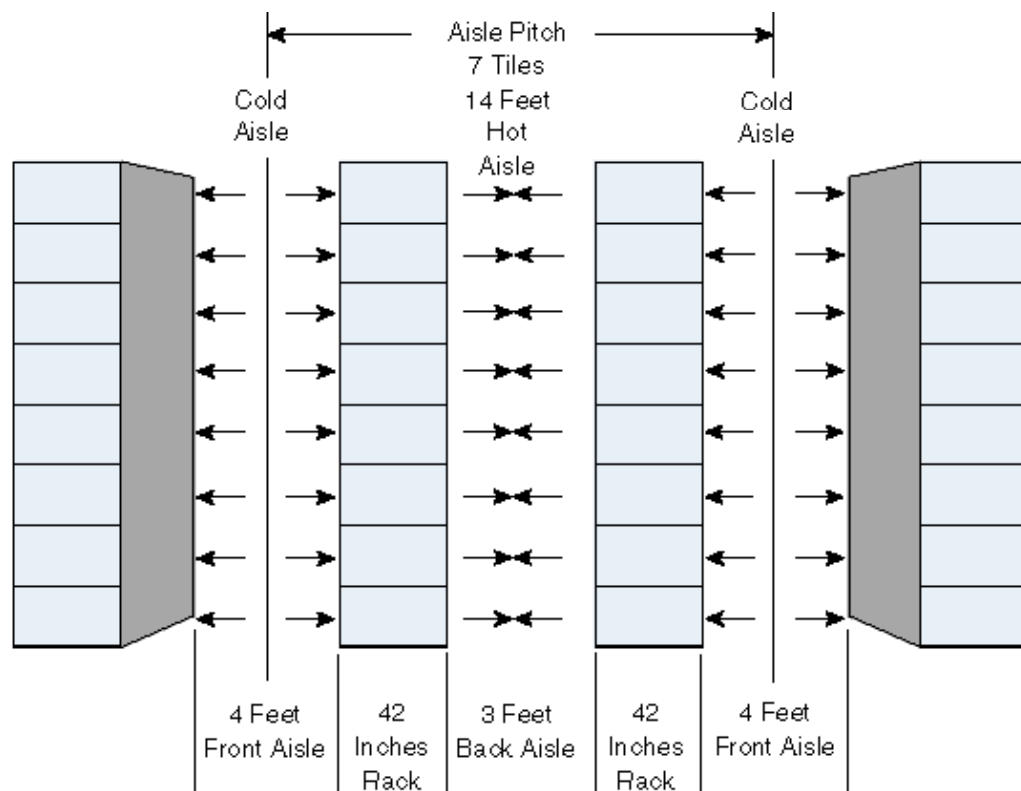 Aisle Pitch
7 Tiles
14 Feet
Hot
Aisle
Cold
Aisle
Cold
Aisle
4 Feet
Front Aisle
42
Inches
Rack
3 Feet
Back Aisle
42
Inches
Rack
4 Feet
Front Aisle